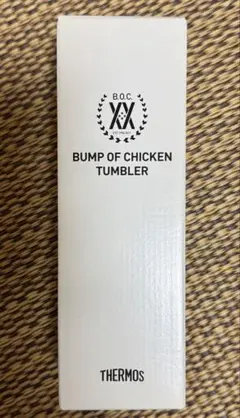 B.O.C.
XX
BUMP OF CHICKEN
TUMBLER
THERMOS